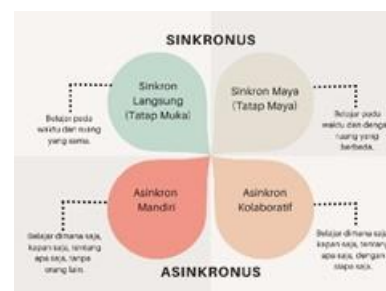 SINKRONUS
Sinkron
Langsung
(Tatap Muka)
Sinkron Maya
(Tatap Maya)
Belajar pada
waktu dan ruang
yang sama.
Belajar pada
waktu dan dengan
ruang yang
berbeda.
Asinkron
Mandiri
Asinkron
Kolaboratif
Belajar dimana saja,
kapan saja, tentang
apa saja, tanpa
orang lain.
Belajar dimana saja,
kapan saja, tentang
apa saja, dengan
siapa saja.
ASINKRONUS